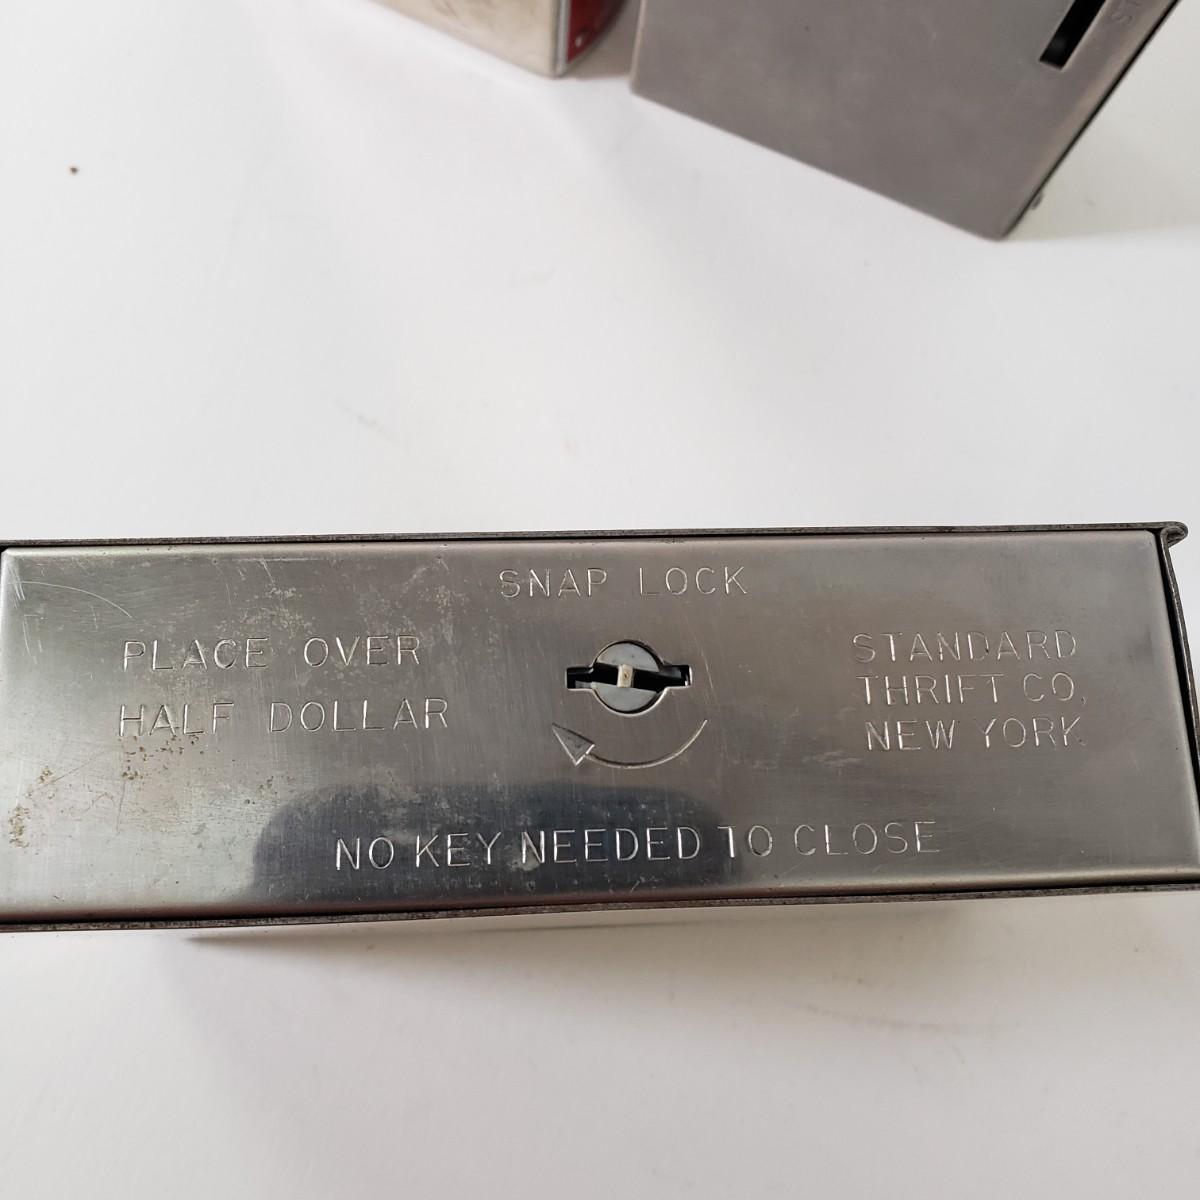 SNAP LOCK
PLACE OVER
HALF DOLLAR
STANDARD
THRIFT CO,
NEW YORK
NO KEY NEEDED TO CLOSE